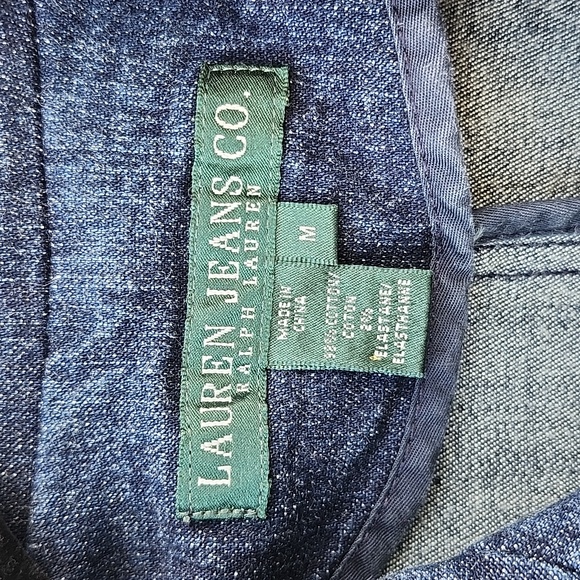 LAUREN JEANS CO.
RALPH LAUREN
M
MADE IN
CHINA
98% COTTON/
COTON
2%
ELASTANE/
ELASTHANNE